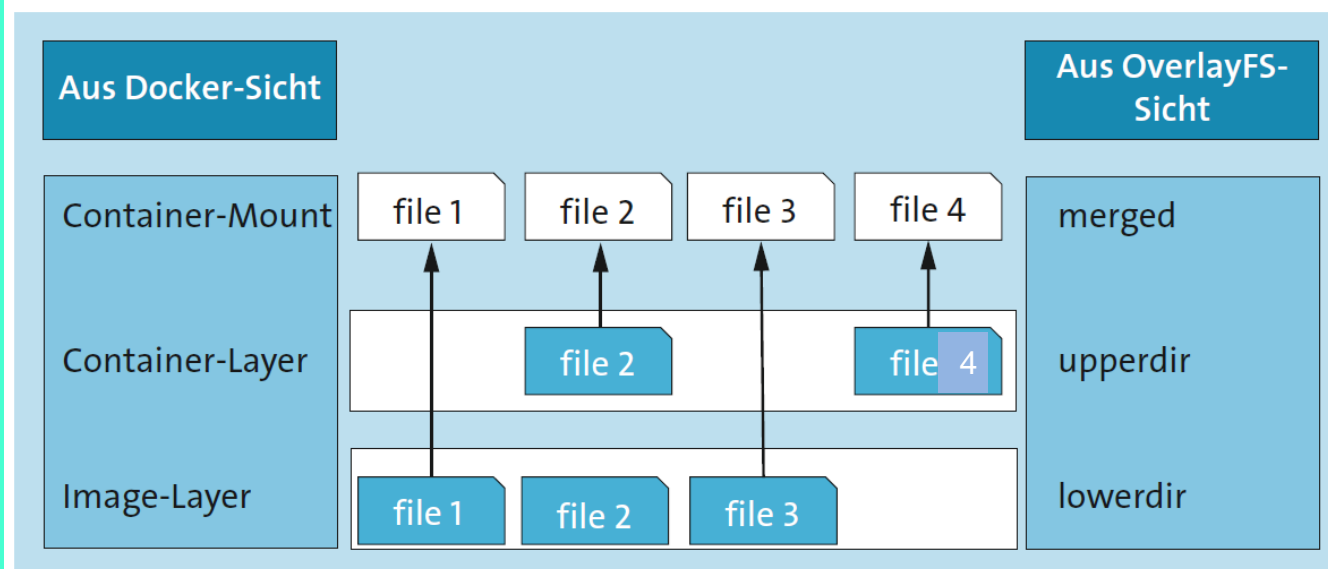 Aus Docker-Sicht
Aus OverlayFS-
Sicht
Container-Mount
file 1
file 2
file 3
file 4
merged
Container-Layer
file 2
file 4
upperdir
Image-Layer
file 1
file 2
file 3
lowerdir